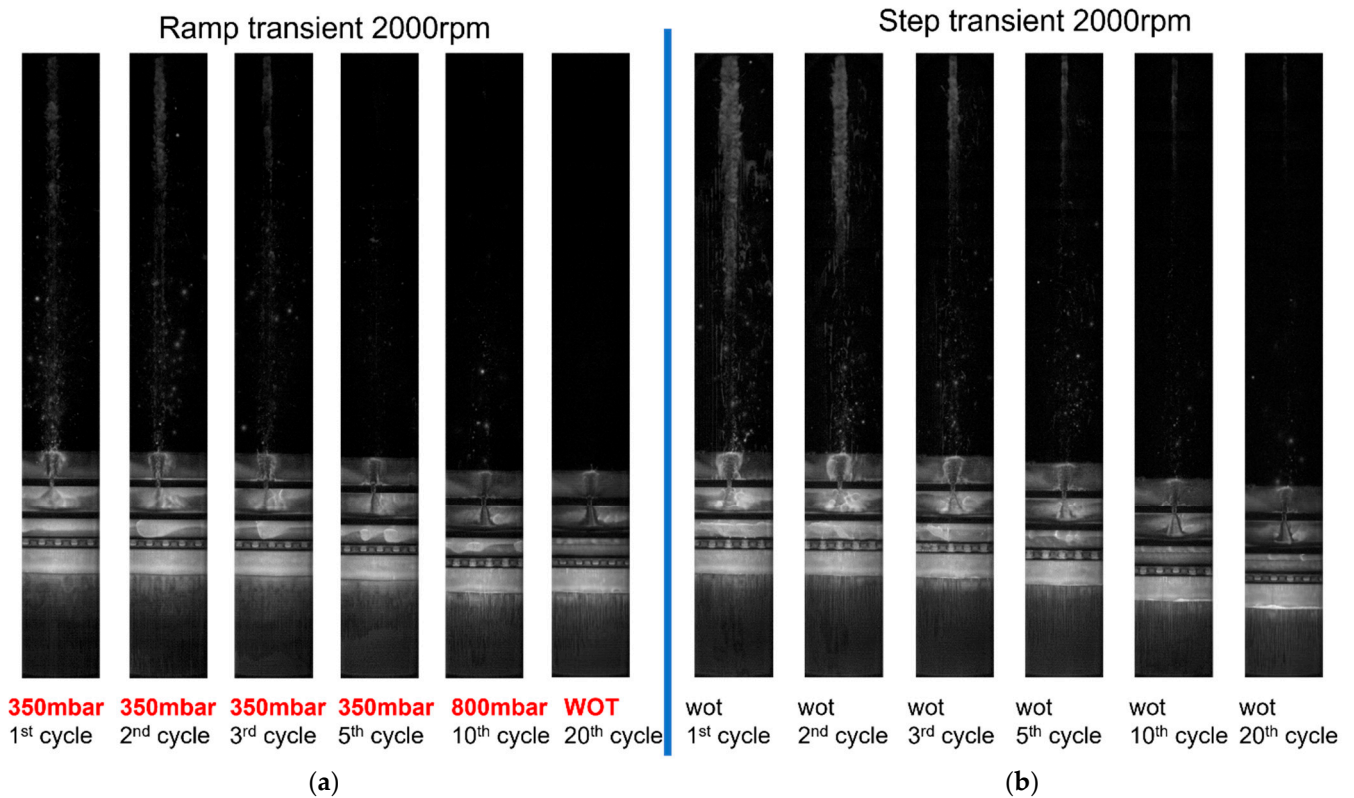 Ramp transient 2000rpm
Step transient 2000rpm
350mbar 350mbar 350mbar 350mbar 800mbar WOT
1st cycle 2nd cycle 3rd cycle 5th cycle 10th cycle 20th cycle
wot wot wot wot wot wot
1st cycle 2nd cycle 3rd cycle 5th cycle 10th cycle 20th cycle
(a)
(b)